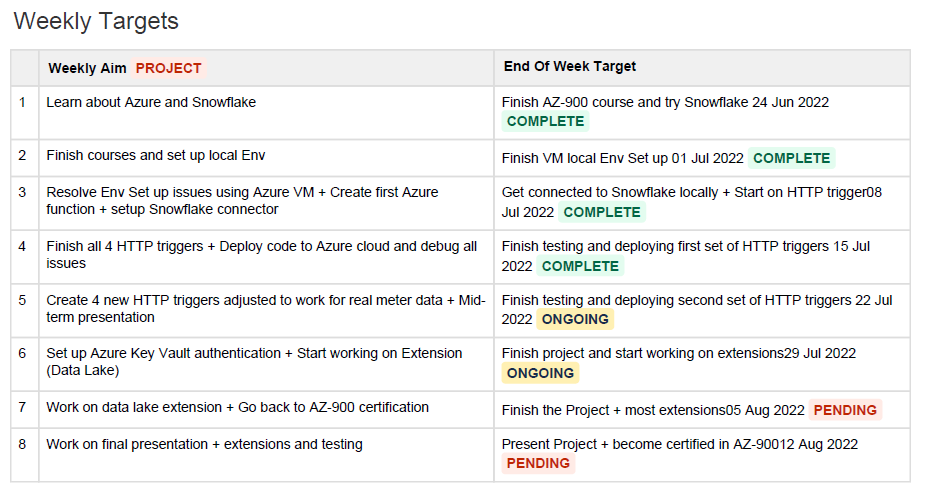 Weekly Targets
Weekly Aim PROJECT
End Of Week Target
1
Learn about Azure and Snowflake
Finish AZ-900 course and try Snowflake 24 Jun 2022
COMPLETE
2
Finish courses and set up local Env
Finish VM local Env Set up 01 Jul 2022 COMPLETE
3
Resolve Env Set up issues using Azure VM + Create first Azure
function + setup Snowflake connector
Get connected to Snowflake locally + Start on HTTP trigger08
Jul 2022 COMPLETE
4
Finish all 4 HTTP triggers + Deploy code to Azure cloud and debug all
issues
Finish testing and deploying first set of HTTP triggers 15 Jul
2022 COMPLETE
5
Create 4 new HTTP triggers adjusted to work for real meter data + Mid-
term presentation
Finish testing and deploying second set of HTTP triggers 22 Jul
2022 ONGOING
6
Set up Azure Key Vault authentication + Start working on Extension
(Data Lake)
Finish project and start working on extensions29 Jul 2022
ONGOING
7
Work on data lake extension + Go back to AZ-900 certification
Finish the Project + most extensions05 Aug 2022 PENDING
8
Work on final presentation + extensions and testing
Present Project + become certified in AZ-90012 Aug 2022
PENDING